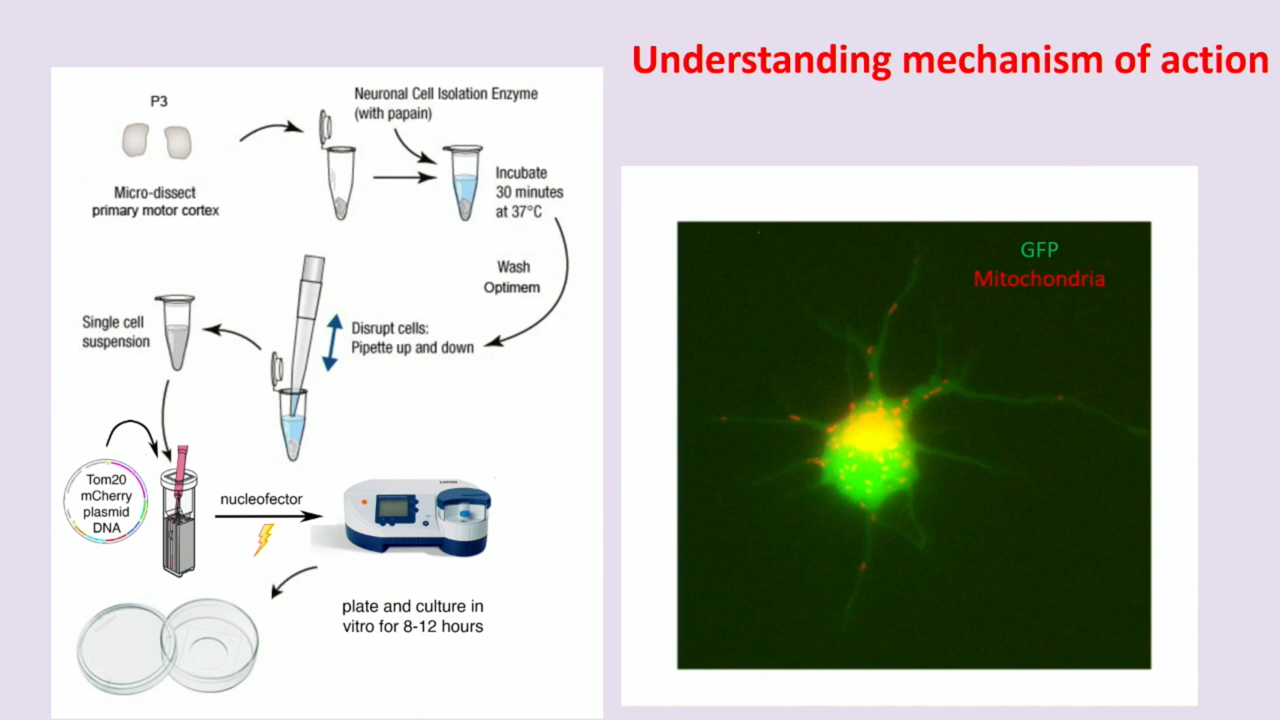 Understanding mechanism of action
P3
Micro-dissect
primary motor cortex
Neuronal Cell Isolation Enzyme
(with papain)
Incubate
30 minutes
at 37°C
Wash
Optimem
Disrupt cells:
Pipette up and down
Single cell
suspension
Tom20
mCherry
plasmid
DNA
nucleofector
plate and culture in
vitro for 8-12 hours
GFP
Mitochondria